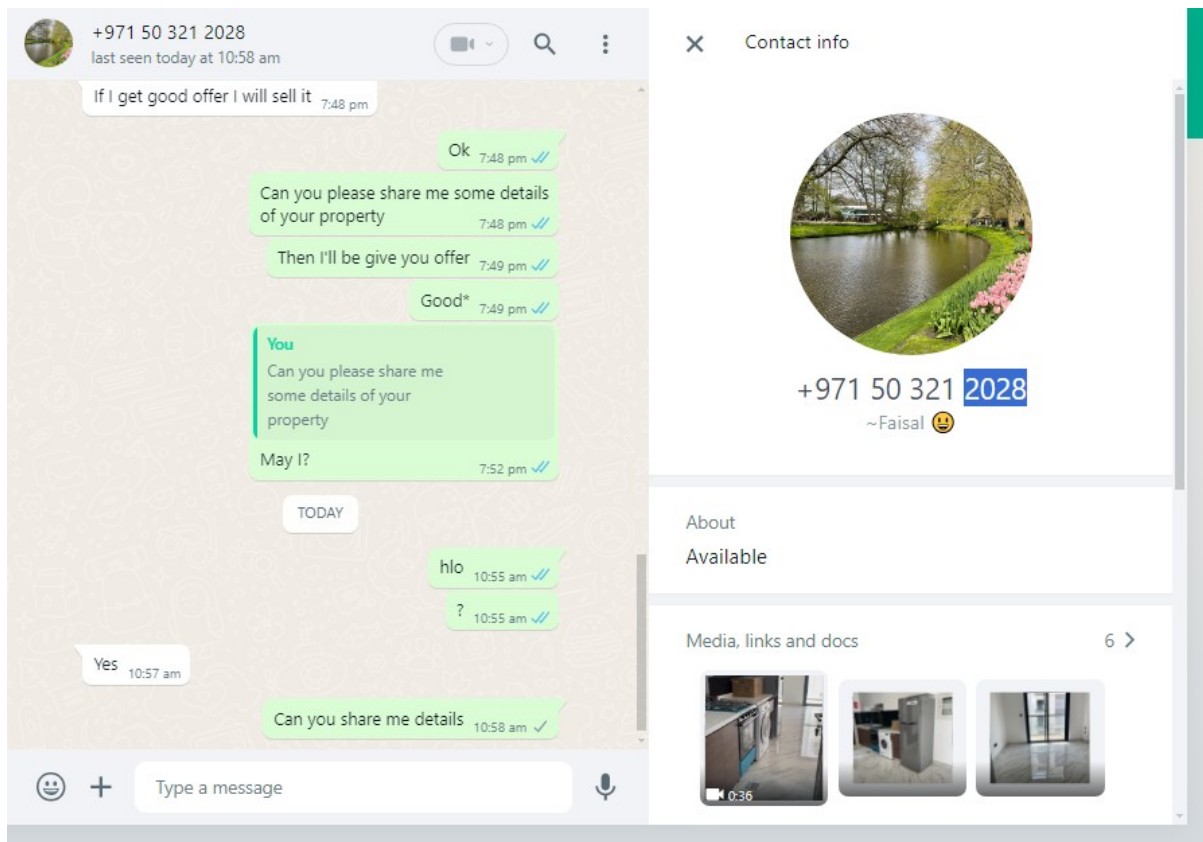 +971 50 321 2028
last seen today at 10:58 am
If I get good offer I will sell it 7:48 pm
Ok 7:48 pm
Can you please share me some details
of your property 7:48 pm
Then I'll be give you offer 7:49 pm
Good* 7:49 pm
You
Can you please share me
some details of your
property
May I? 7:52 pm
TODAY
hlo 10:55 am
? 10:55 am
Yes 10:57 am
Can you share me details 10:58 am
Type a message
Contact info
+971 50 321 2028
~Faisal 😃
About
Available
Media, links and docs 6
0:36